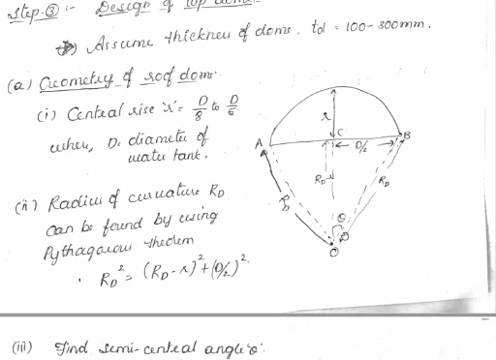 Step.③ :- Design of top dome.
Assume thickness of dome. td = 100-300mm.
(a) Geometry of roof dome
(i) Central rise 'r' = D/8 to D/6
when, D = diameter of
water tank.
(ii) Radius of curvature RD
can be found by using
Pythagorous theorem
RD² = (RD - r)² + (D/2)².
r
A
C
B
D/2
RD
RD
RD
θ
O
(iii) Find semi-central angle 'θ'.